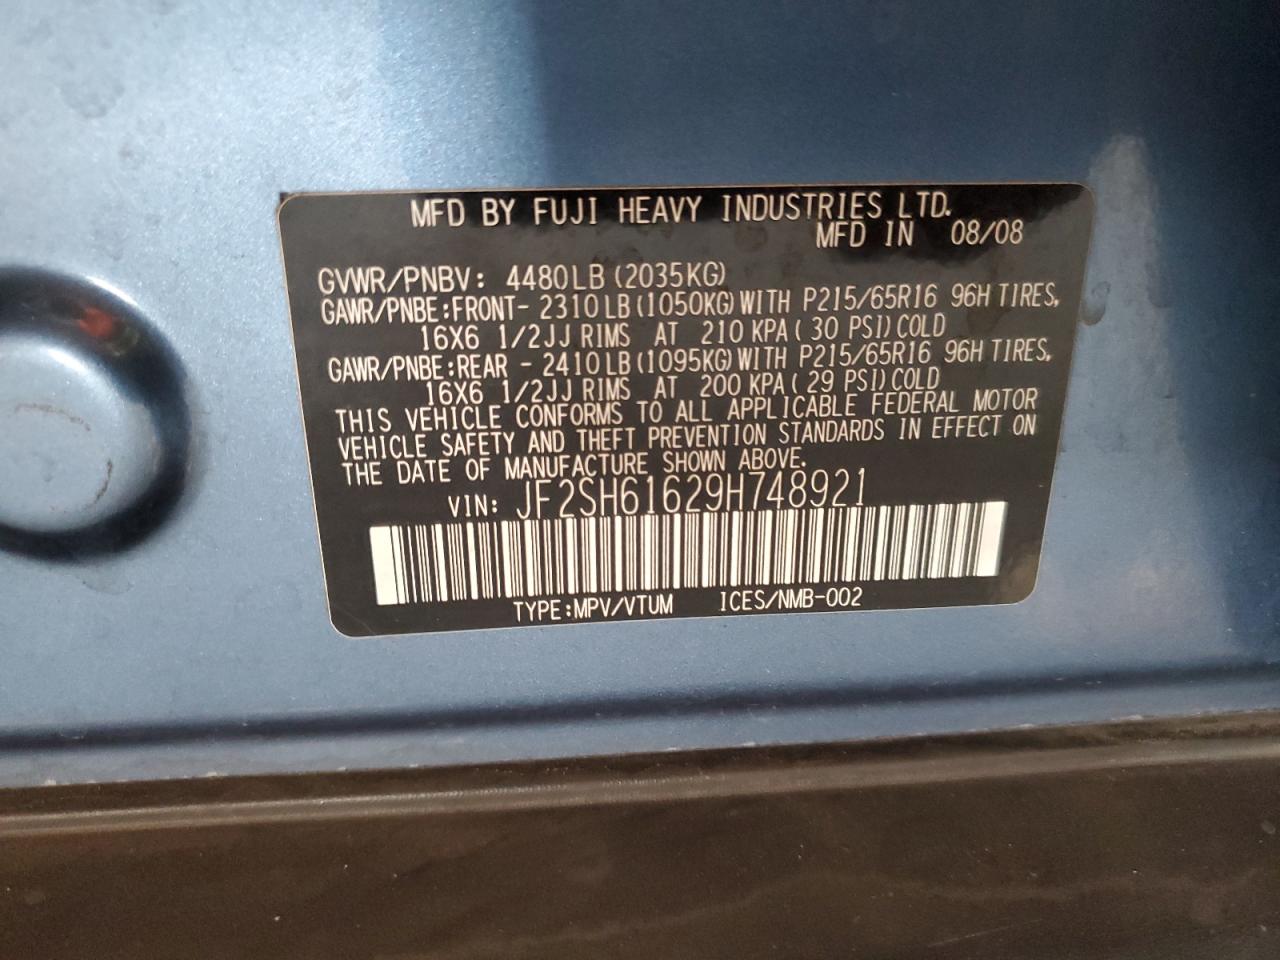 MFD BY FUJI HEAVY INDUSTRIES LTD.
MFD IN 08/08
GVWR/PNBV: 4480LB (2035KG)
GAWR/PNBE:FRONT- 2310LB (1050KG) WITH P215/65R16 96H TIRES,
16X6 1/2JJ RIMS AT 210 KPA ( 30 PSI) COLD
GAWR/PNBE:REAR - 2410LB (1095KG) WITH P215/65R16 96H TIRES,
16X6 1/2JJ RIMS AT 200 KPA ( 29 PSI) COLD
THIS VEHICLE CONFORMS TO ALL APPLICABLE FEDERAL MOTOR
VEHICLE SAFETY AND THEFT PREVENTION STANDARDS IN EFFECT ON
THE DATE OF MANUFACTURE SHOWN ABOVE.
VIN: JF2SH61629H748921
TYPE:MPV/VTUM ICES/NMB-002